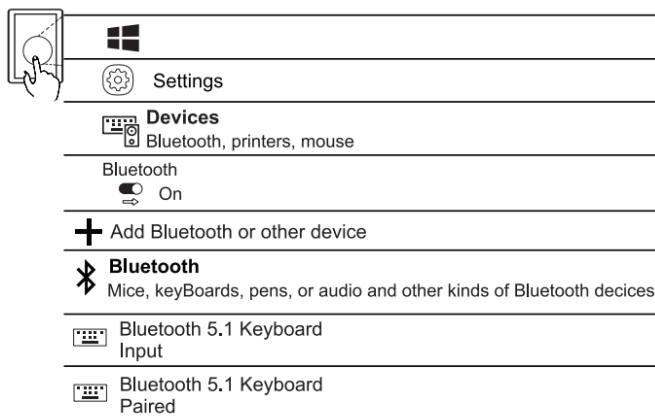 Settings
Devices
Bluetooth, printers, mouse
Bluetooth
On
Add Bluetooth or other device
Bluetooth
Mice, keyBoards, pens, or audio and other kinds of Bluetooth decices
Bluetooth 5.1 Keyboard
Input
Bluetooth 5.1 Keyboard
Paired